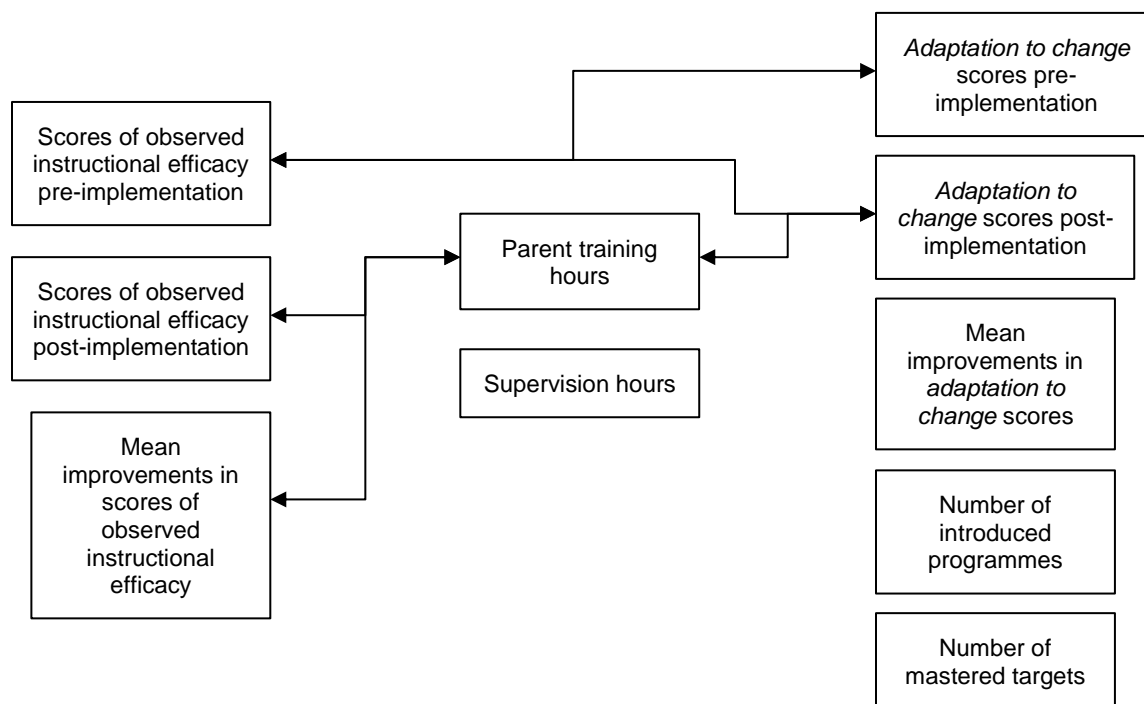 Scores of observed
instructional efficacy
pre-implementation
Scores of observed
instructional efficacy
post-implementation
Mean
improvements in
scores of
observed
instructional
efficacy
Parent training
hours
Supervision hours
Adaptation to change
scores pre-
implementation
Adaptation to
change scores post-
implementation
Mean
improvements in
adaptation to
change scores
Number of
introduced
programmes
Number of
mastered targets